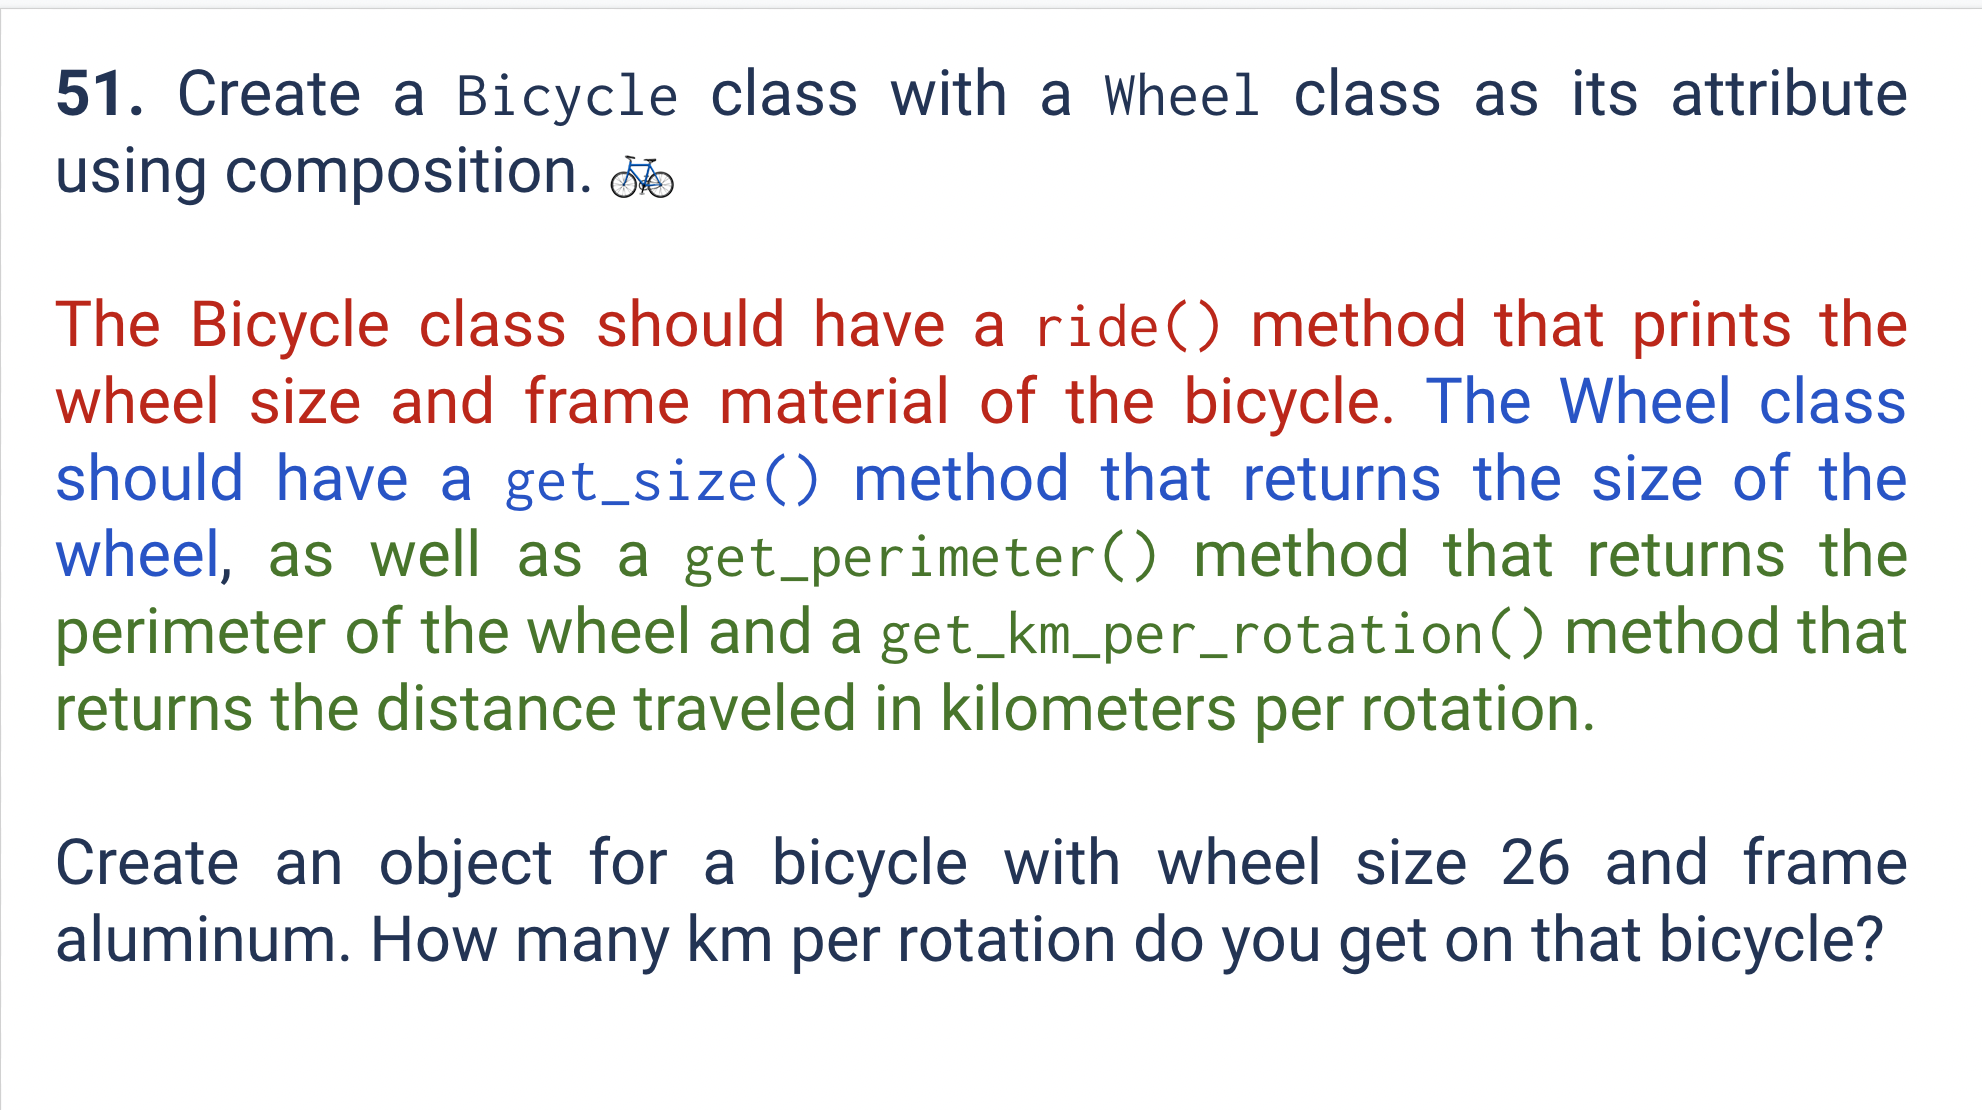 51. Create a Bicycle class with a Wheel class as its attribute
using composition. 🚲
The Bicycle class should have a ride() method that prints the
wheel size and frame material of the bicycle. The Wheel class
should have a get_size() method that returns the size of the
wheel, as well as a get_perimeter() method that returns the
perimeter of the wheel and a get_km_per_rotation() method that
returns the distance traveled in kilometers per rotation.
Create an object for a bicycle with wheel size 26 and frame
aluminum. How many km per rotation do you get on that bicycle?